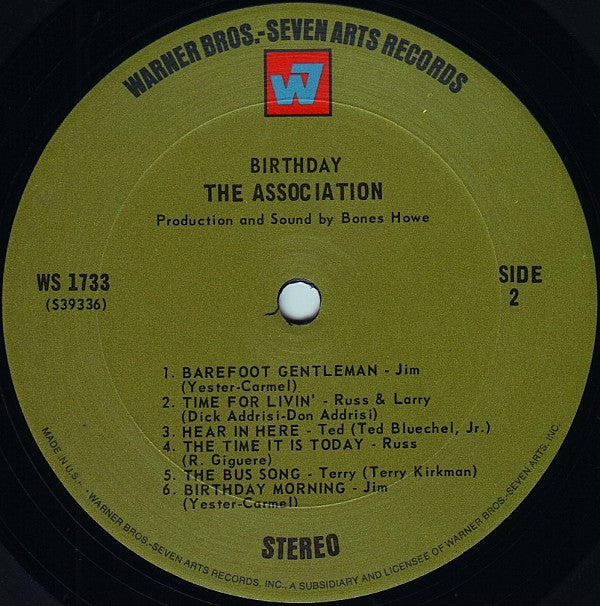 WARNER BROS.-SEVEN ARTS RECORDS
W7
BIRTHDAY
THE ASSOCIATION
Production and Sound by Bones Howe
WS 1733
(S39336)
SIDE
2
1. BAREFOOT GENTLEMAN - Jim
(Yester-Carmel)
2. TIME FOR LIVIN' - Russ & Larry
(Dick Addrisi-Don Addrisi)
3. HEAR IN HERE - Ted (Ted Bluechel, Jr.)
4. THE TIME IT IS TODAY - Russ
(R. Giguere)
5. THE BUS SONG - Terry (Terry Kirkman)
6. BIRTHDAY MORNING - Jim
(Yester-Carmel)
STEREO
MADE IN U.S.A. - WARNER BROS.-SEVEN ARTS RECORDS, INC., A SUBSIDIARY AND LICENSEE OF WARNER BROS.-SEVEN ARTS, INC.